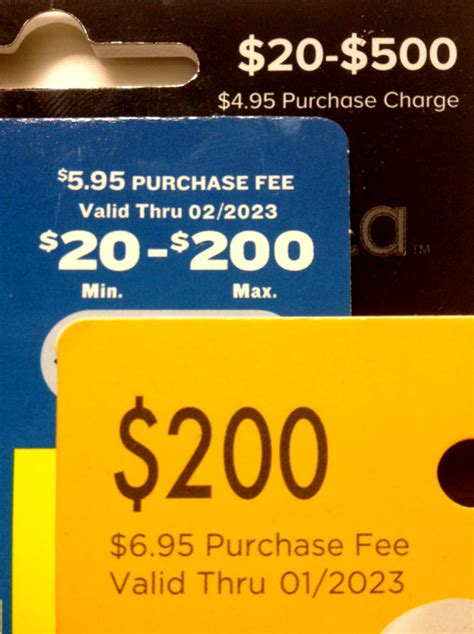 $20-$500
$4.95 Purchase Charge
$5.95 PURCHASE FEE
Valid Thru 02/2023
$20-$200
Min. Max.
$200
$6.95 Purchase Fee
Valid Thru 01/2023